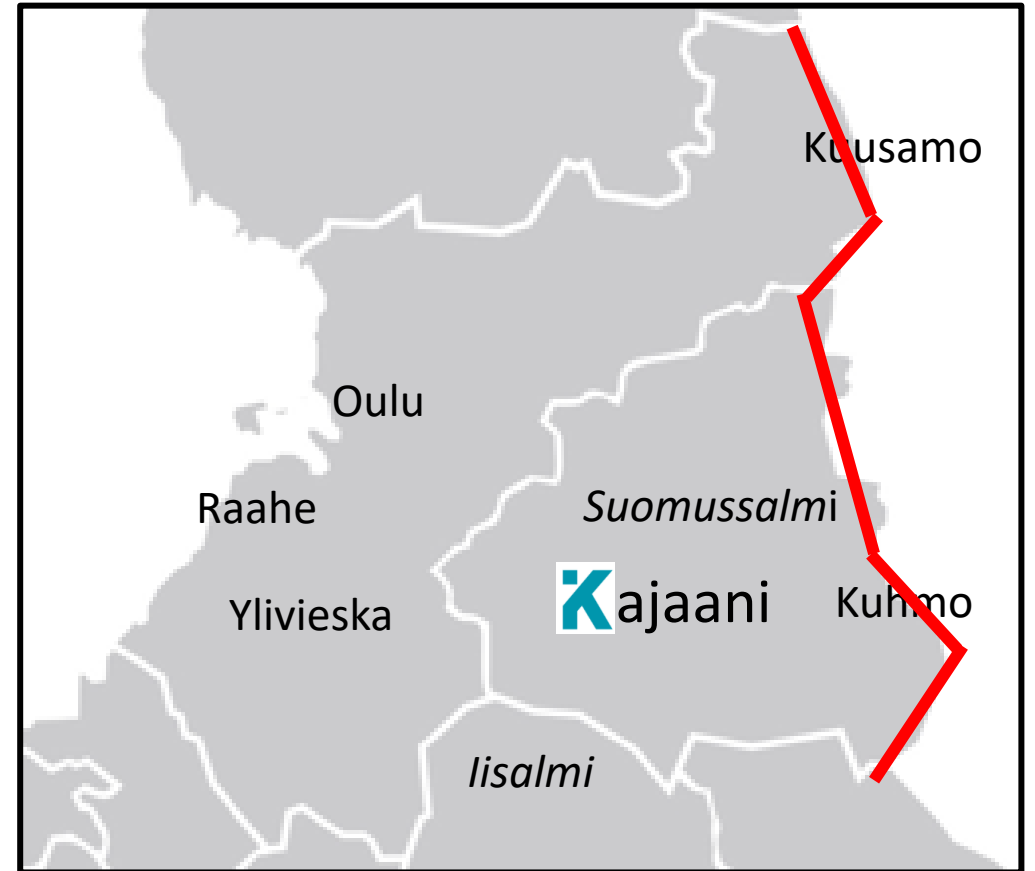 Kuusamo
Oulu
Raahe
Suomussalmi
Ylivieska
Kajaani
Kuhmo
Iisalmi